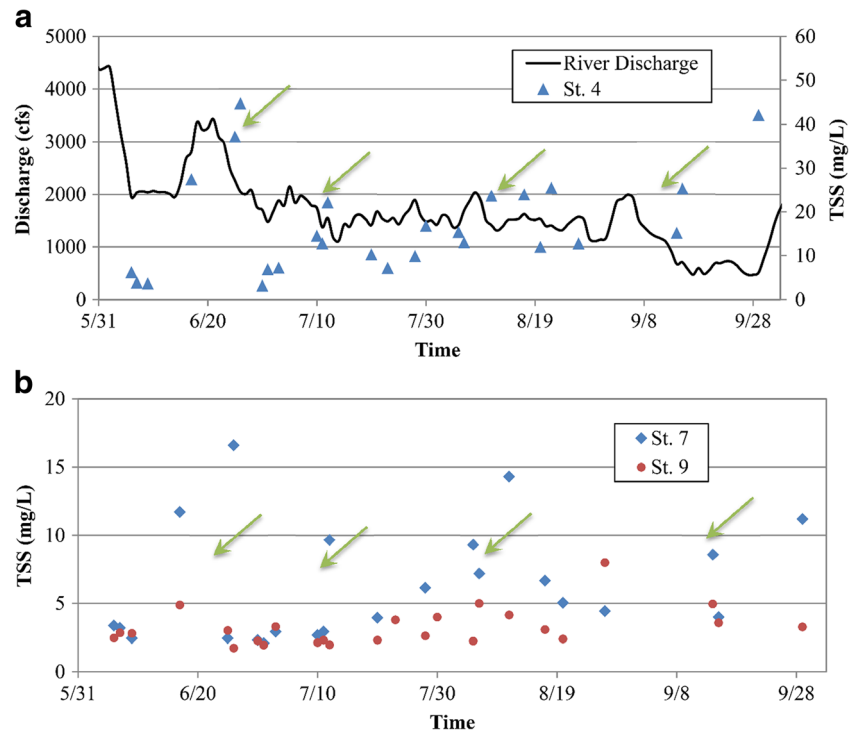 a
5000
4000
3000
2000
1000
0
Discharge (cfs)
60
50
40
30
20
10
0
TSS (mg/L)
River Discharge
St. 4
5/31 6/20 7/10 7/30 8/19 9/8 9/28
Time
b
20
15
10
5
0
TSS (mg/L)
St. 7
St. 9
5/31 6/20 7/10 7/30 8/19 9/8 9/28
Time